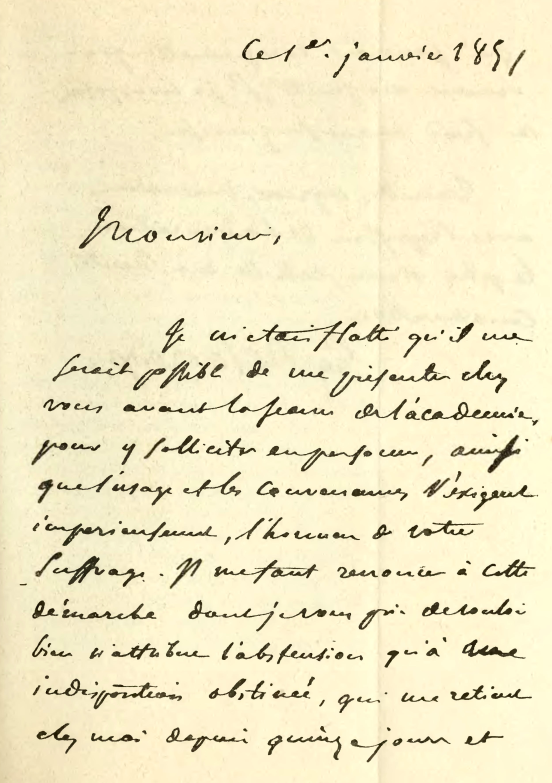 Ce 1er. janvier 1851
Monsieur,
Je m'étais flatté qu'il me
serait possible de me présenter chez
vous avant la séance de l'académie,
pour y solliciter en personne, ainsi
que l'usage et les convenances l'exigent
impérieusement, l'honneur de votre
suffrage. Il me faut renoncer à cette
démarche dont je vous prie de vouloir
bien n'attribuer l'abstension qu'à une
indisposition obstinée, qui me retient
chez moi depuis quinze jours et